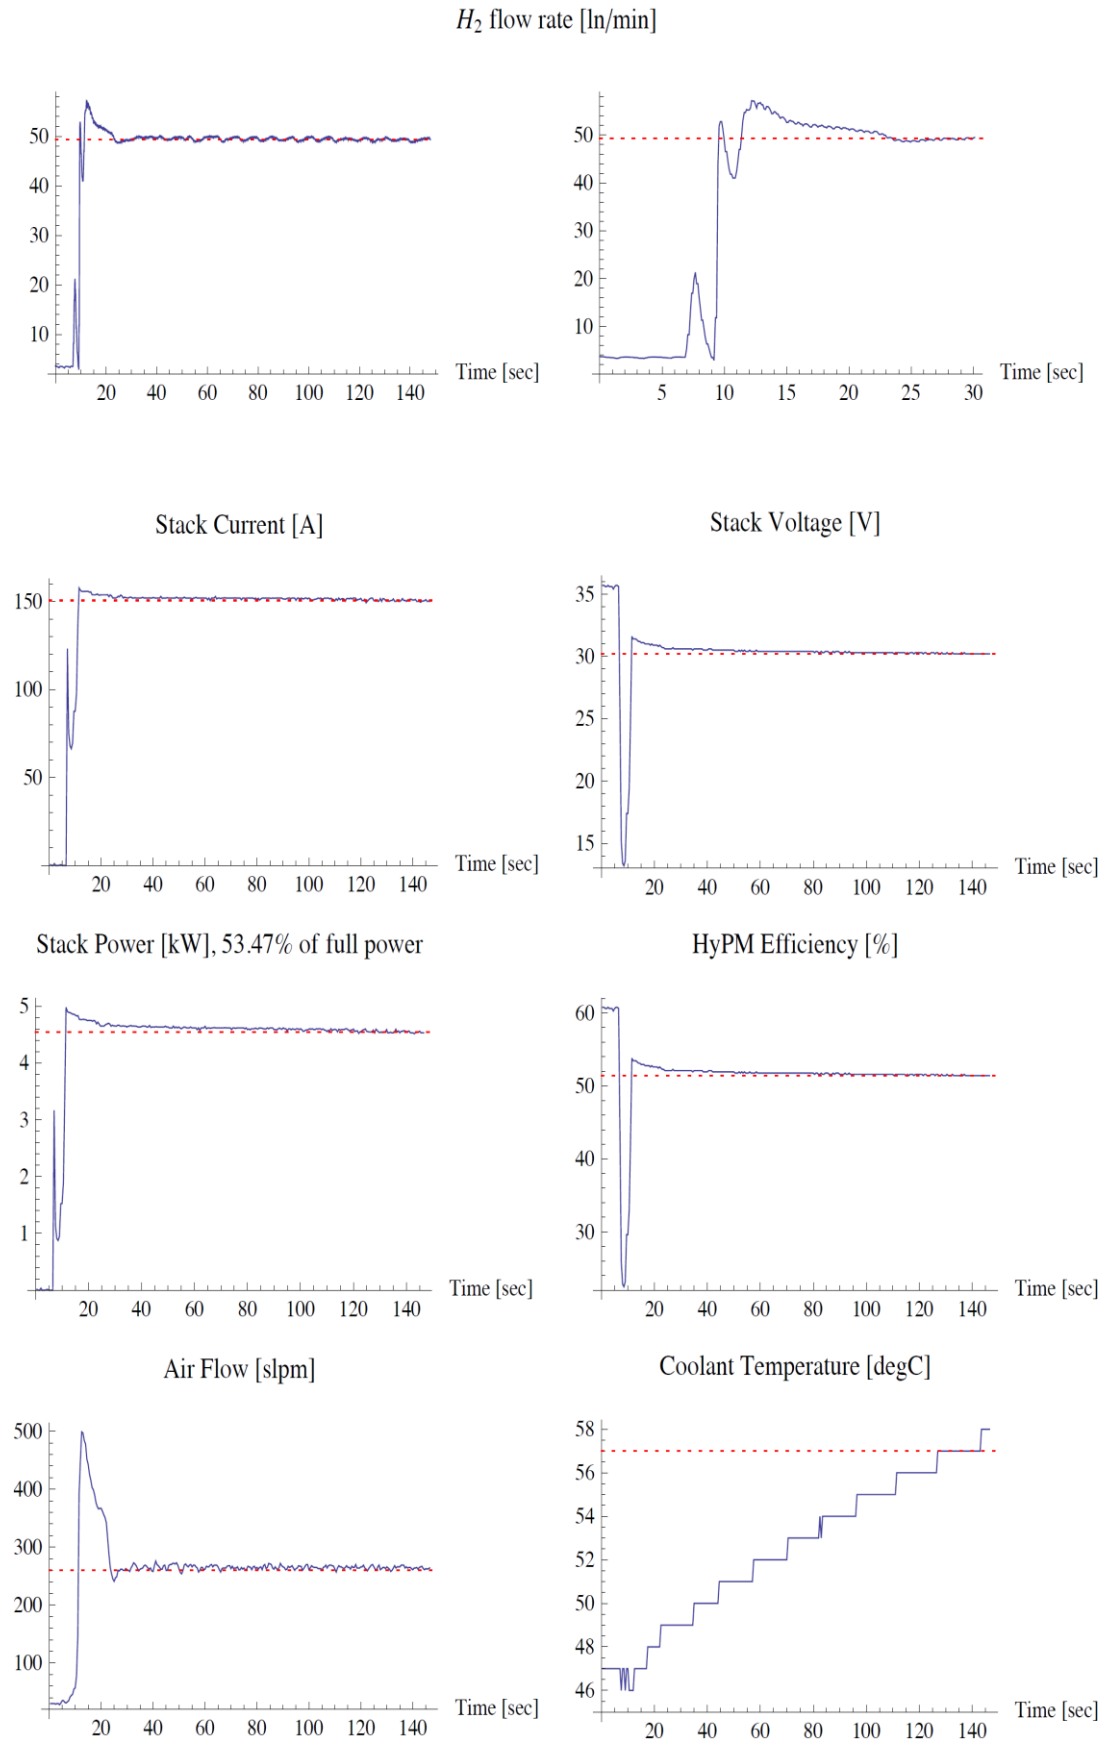 H₂ flow rate [ln/min]
50
40
30
20
10
20 40 60 80 100 120 140
Time [sec]
50
40
30
20
10
5 10 15 20 25 30
Time [sec]
Stack Current [A]
150
100
50
20 40 60 80 100 120 140
Time [sec]
Stack Voltage [V]
35
30
25
20
15
20 40 60 80 100 120 140
Time [sec]
Stack Power [kW], 53.47% of full power
5
4
3
2
1
20 40 60 80 100 120 140
Time [sec]
HyPM Efficiency [%]
60
50
40
30
20 40 60 80 100 120 140
Time [sec]
Air Flow [slpm]
500
400
300
200
100
20 40 60 80 100 120 140
Time [sec]
Coolant Temperature [degC]
58
56
54
52
50
48
46
20 40 60 80 100 120 140
Time [sec]